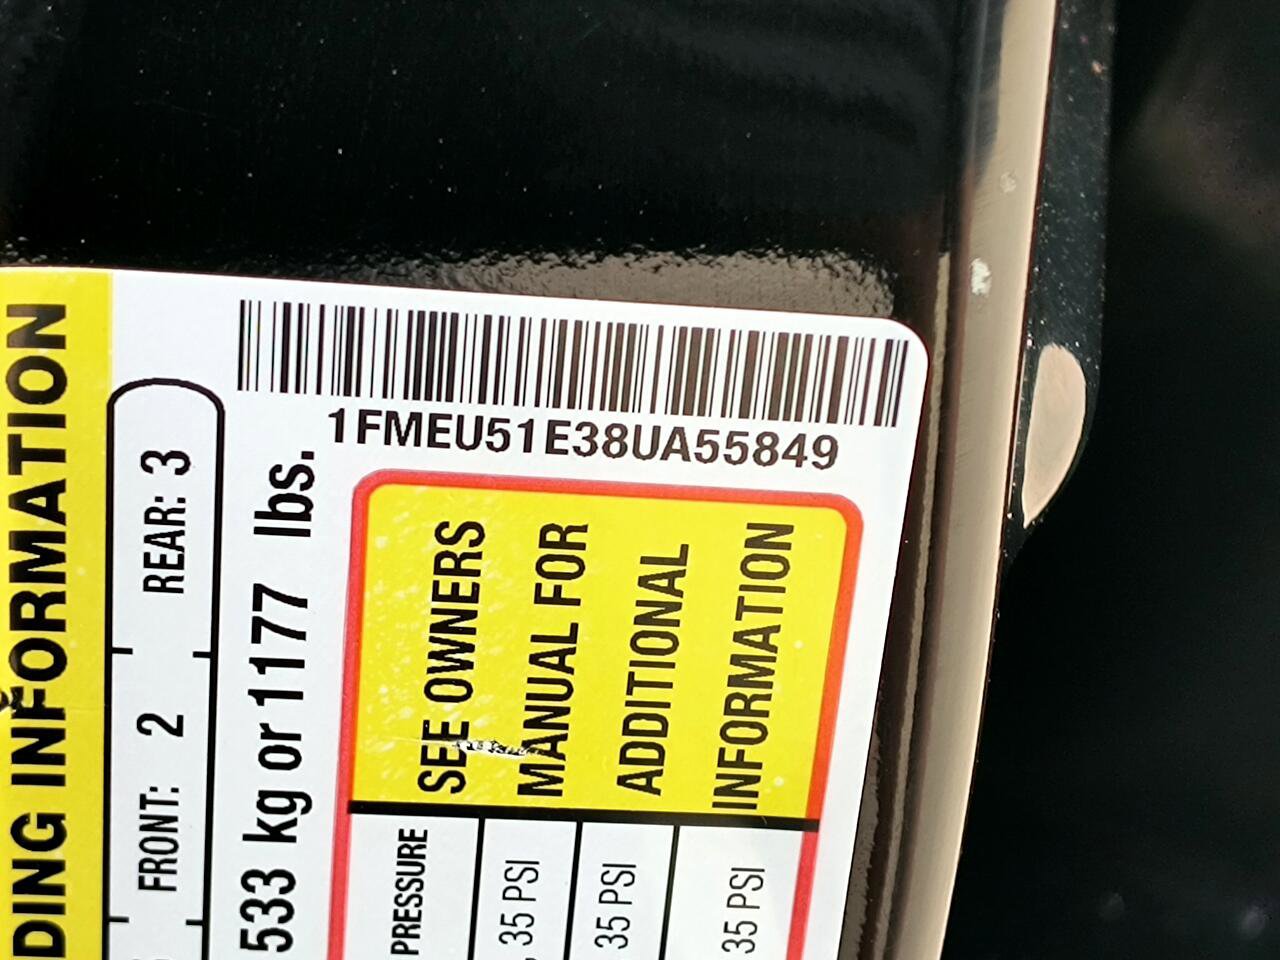 1FMEU51E38UA55849
DING INFORMATION
FRONT: 2 REAR: 3
533 kg or 1177 lbs.
SEE OWNERS
MANUAL FOR
ADDITIONAL
INFORMATION
PRESSURE
35 PSI
35 PSI
35 PSI